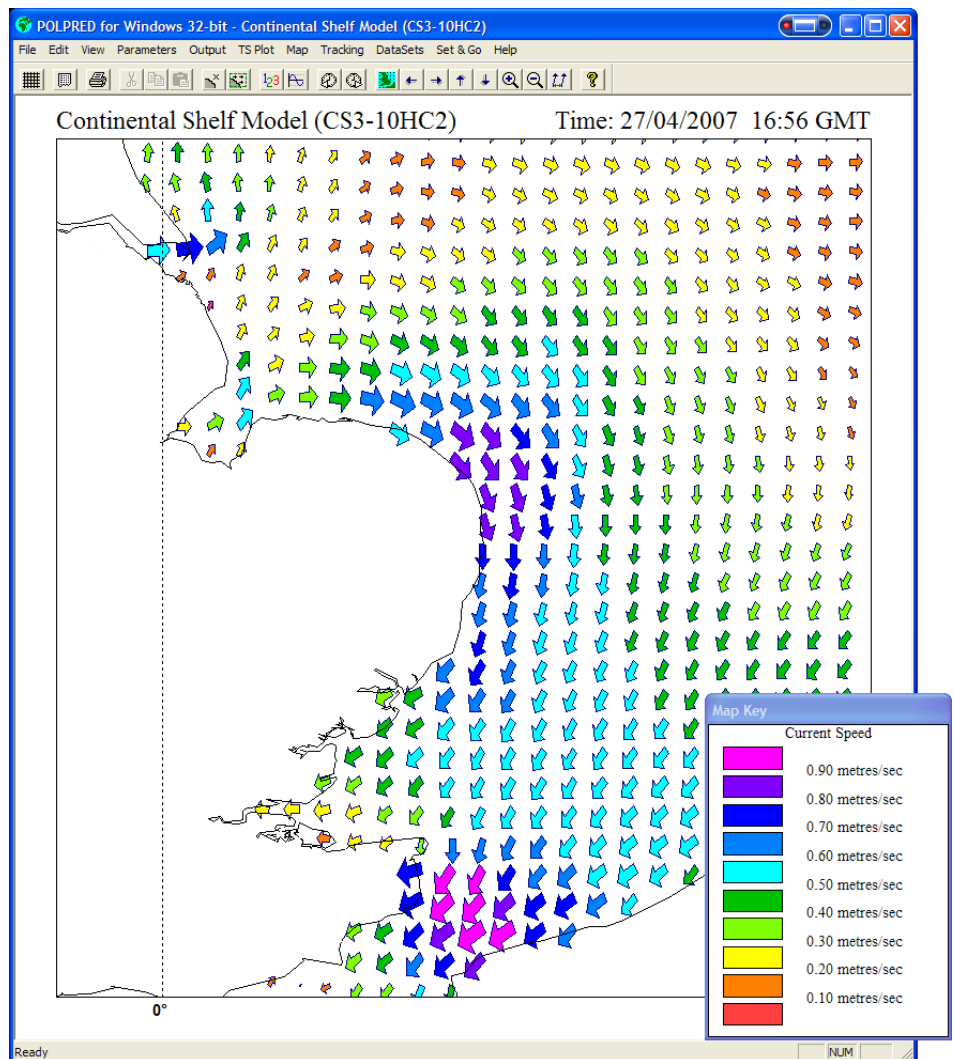 POLPRED for Windows 32-bit - Continental Shelf Model (CS3-10HC2)
File Edit View Parameters Output TS Plot Map Tracking DataSets Set & Go Help
123
?
Continental Shelf Model (CS3-10HC2) Time: 27/04/2007 16:56 GMT
Map Key
Current Speed
0.90 metres/sec
0.80 metres/sec
0.70 metres/sec
0.60 metres/sec
0.50 metres/sec
0.40 metres/sec
0.30 metres/sec
0.20 metres/sec
0.10 metres/sec
0°
Ready NUM